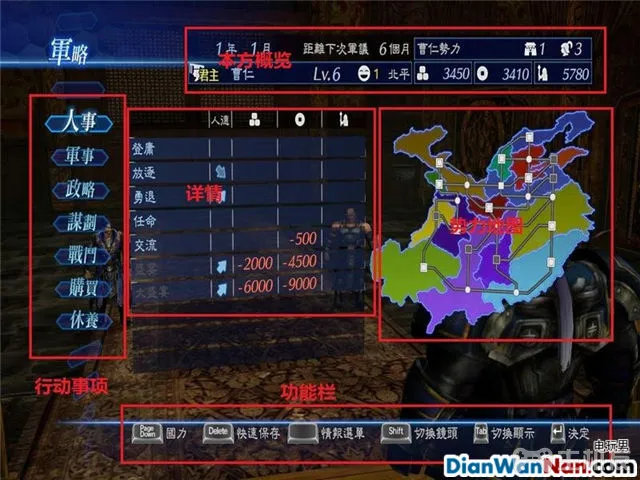 軍略
1年 1月
距離下次軍議 6個月
曹仁勢力
1
3
本方概览
君主 曹仁 Lv.6
1 北平
3450
3410
5780
人事
軍事
政略
謀劃
戰鬥
購買
休養
行动事项
人遇
登庸
放逐
勇退
任命
交流 -500
-2000 -4500
-6000 -9000
详情
势力地图
功能栏
Page Down 國力
Delete 快速保存
情報選單
Shift 切換鏡頭
Tab 切換顯示
決定
电玩男
DianWanNan.com